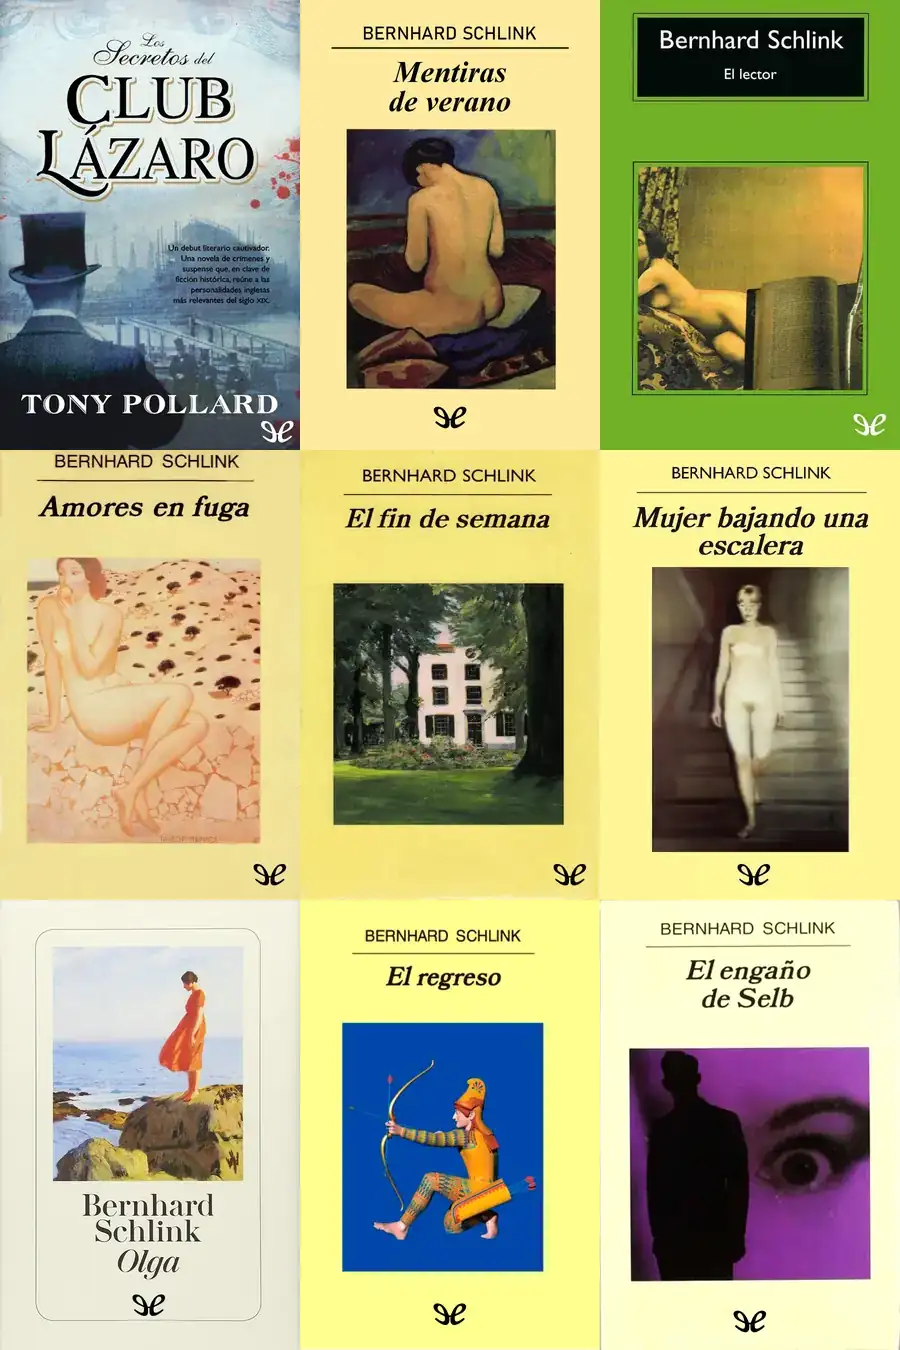 Los
Secretos del
CLUB
LÁZARO
Un debut literario cautivador.
Una novela de crímenes y
suspense que, en clave de
ficción histórica, reúne a las
personalidades inglesas
más relevantes del siglo XIX.
TONY POLLARD
BERNHARD SCHLINK
Mentiras
de verano
Bernhard Schlink
El lector
BERNHARD SCHLINK
Amores en fuga
BERNHARD SCHLINK
El fin de semana
BERNHARD SCHLINK
Mujer bajando una
escalera
Bernhard
Schlink
Olga
BERNHARD SCHLINK
El regreso
BERNHARD SCHLINK
El engaño
de Selb